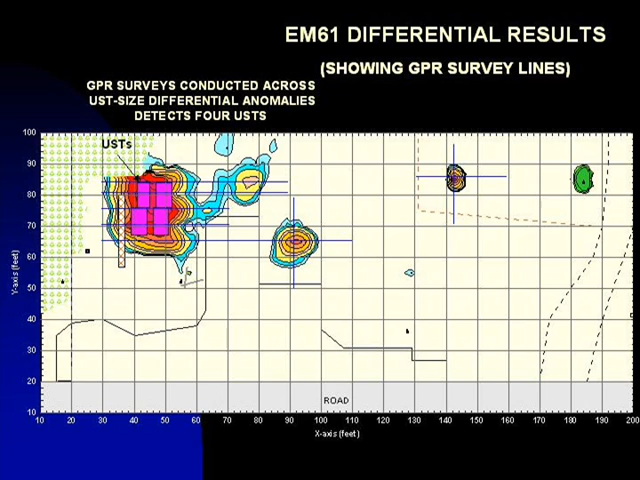 EM61 DIFFERENTIAL RESULTS
(SHOWING GPR SURVEY LINES)
GPR SURVEYS CONDUCTED ACROSS
UST-SIZE DIFFERENTIAL ANOMALIES
DETECTS FOUR USTS
100
USTs
90
80
70
60
50
40
30
20
10
Y-axis (feet)
ROAD
10 20 30 40 50 60 70 80 90 100 110 120 130 140 150 160 170 180 190 200
X-axis (feet)